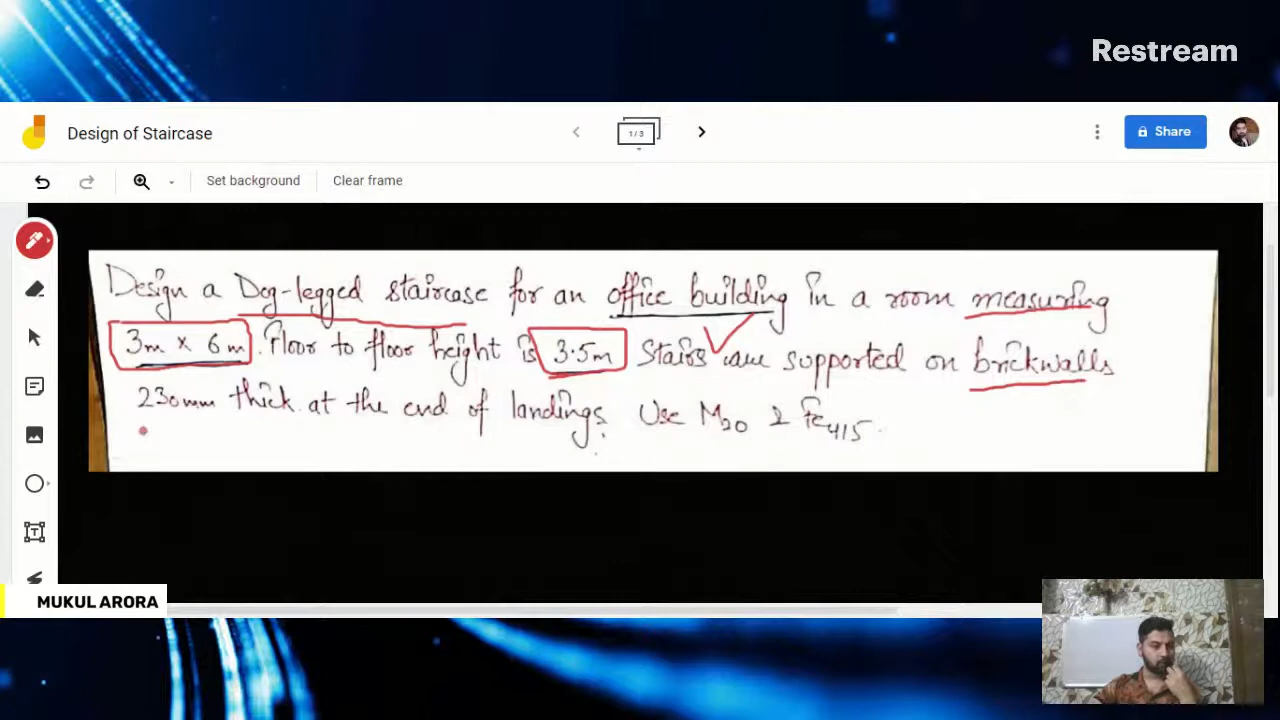 Restream
Design of Staircase
1/3
Share
Set background
Clear frame
Design a Dog-legged staircase for an office building in a room measuring
3m × 6m. Floor to floor height is 3.5m Stairs are supported on brickwalls
230mm thick at the end of landings. Use M20 & Fe415.
MUKUL ARORA